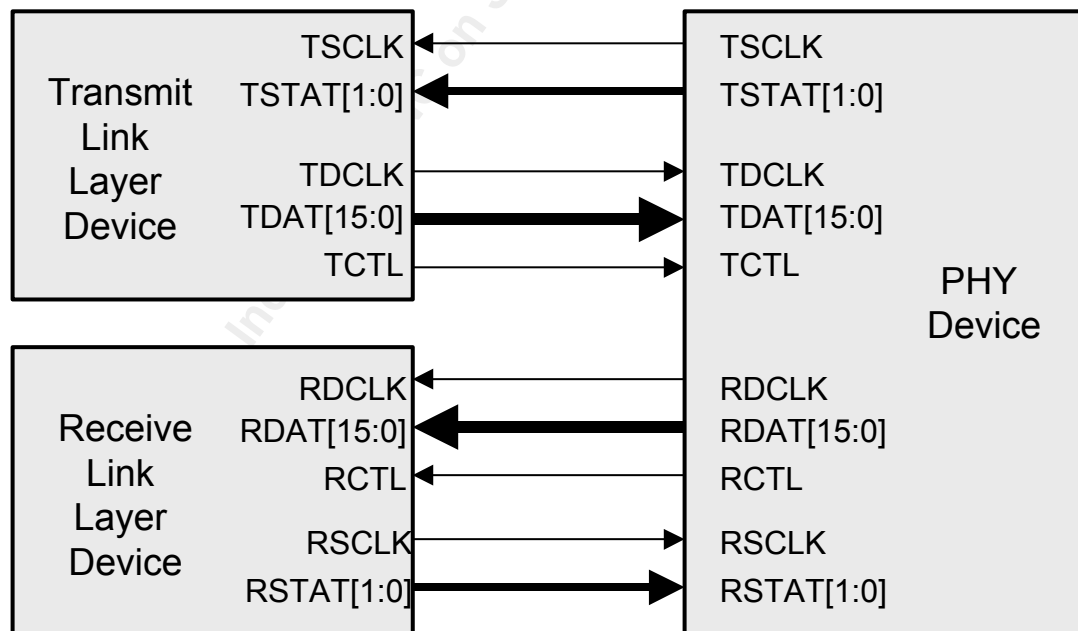 TSCLK
TSTAT[1:0]
Transmit
Link
Layer
Device
TDCLK
TDAT[15:0]
TCTL
TSCLK
TSTAT[1:0]
TDCLK
TDAT[15:0]
TCTL
PHY
Device
RDCLK
RDAT[15:0]
RCTL
Receive
Link
Layer
Device
RSCLK
RSTAT[1:0]
RDCLK
RDAT[15:0]
RCTL
RSCLK
RSTAT[1:0]